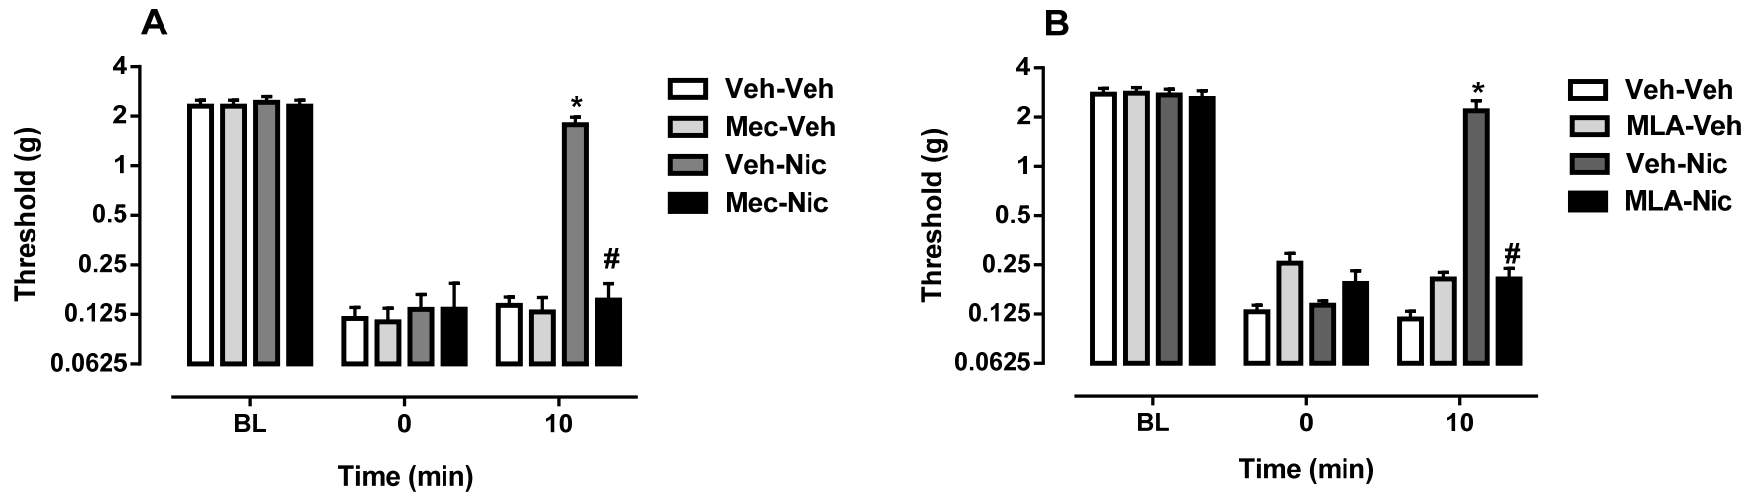 A
Threshold (g)
4
2
1
0.5
0.25
0.125
0.0625
*
#
BL 0 10
Time (min)
Veh-Veh
Mec-Veh
Veh-Nic
Mec-Nic
B
Threshold (g)
4
2
1
0.5
0.25
0.125
0.0625
*
#
BL 0 10
Time (min)
Veh-Veh
MLA-Veh
Veh-Nic
MLA-Nic